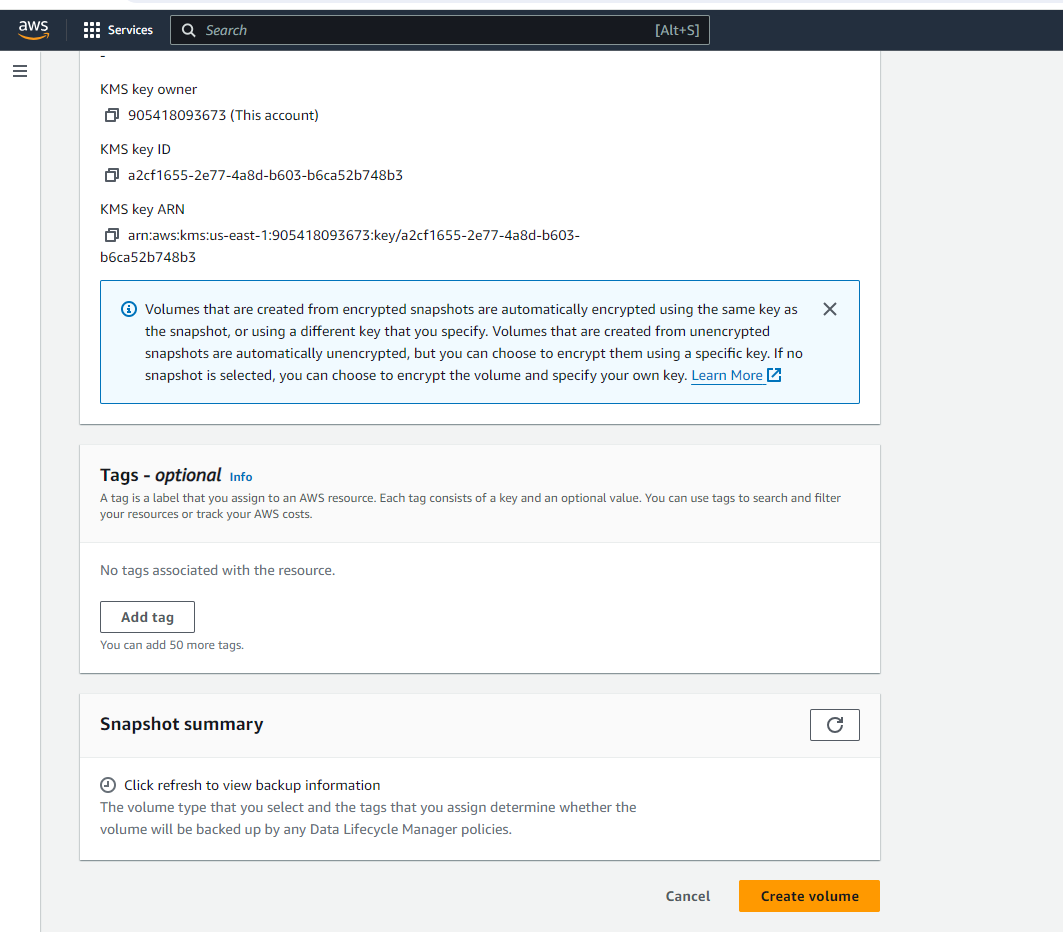 aws
Services
Search
[Alt+S]
-
KMS key owner
905418093673 (This account)
KMS key ID
a2cf1655-2e77-4a8d-b603-b6ca52b748b3
KMS key ARN
arn:aws:kms:us-east-1:905418093673:key/a2cf1655-2e77-4a8d-b603-
b6ca52b748b3
Volumes that are created from encrypted snapshots are automatically encrypted using the same key as
the snapshot, or using a different key that you specify. Volumes that are created from unencrypted
snapshots are automatically unencrypted, but you can choose to encrypt them using a specific key. If no
snapshot is selected, you can choose to encrypt the volume and specify your own key. Learn More
Tags - optional Info
A tag is a label that you assign to an AWS resource. Each tag consists of a key and an optional value. You can use tags to search and filter
your resources or track your AWS costs.
No tags associated with the resource.
Add tag
You can add 50 more tags.
Snapshot summary
Click refresh to view backup information
The volume type that you select and the tags that you assign determine whether the
volume will be backed up by any Data Lifecycle Manager policies.
Cancel
Create volume